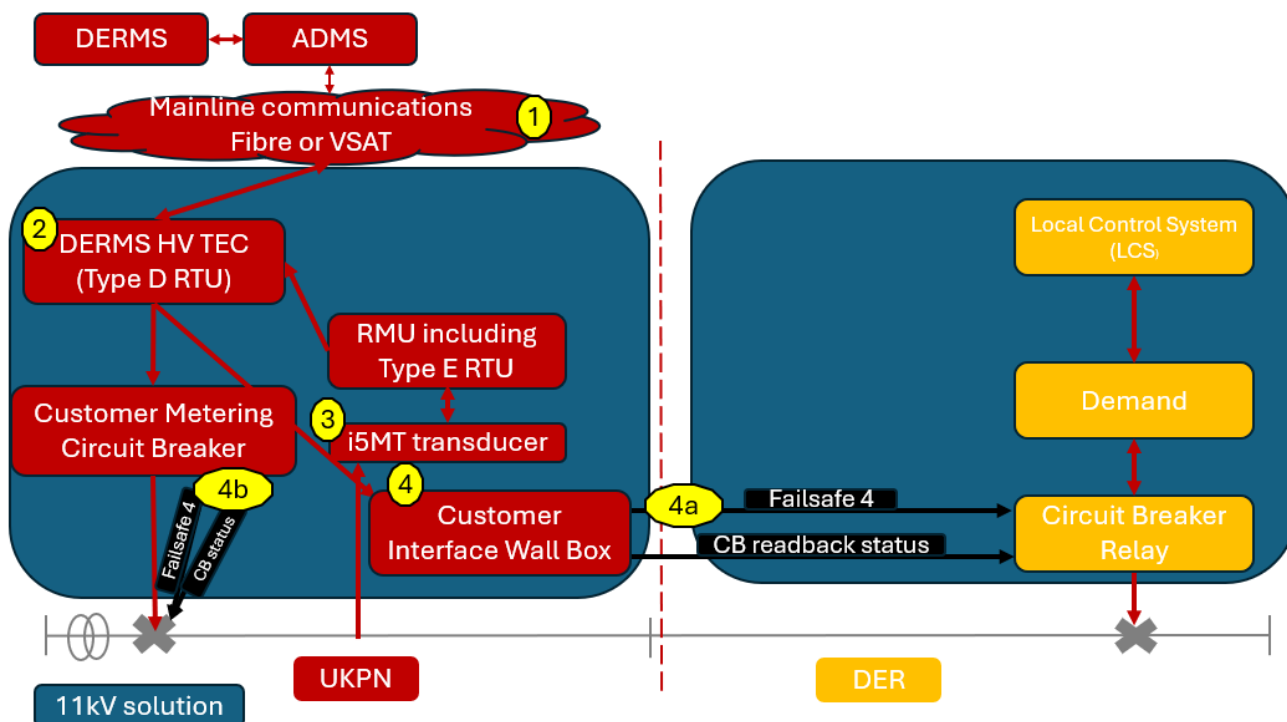 DERMS
ADMS
Mainline communications
Fibre or VSAT
1
2
DERMS HV TEC
(Type D RTU)
RMU including
Type E RTU
Customer Metering
Circuit Breaker
3
i5MT transducer
4
Customer
Interface Wall Box
4b
Failsafe 4
CB status
4a
Failsafe 4
CB readback status
Local Control System
(LCS)
Demand
Circuit Breaker
Relay
UKPN
DER
11kV solution